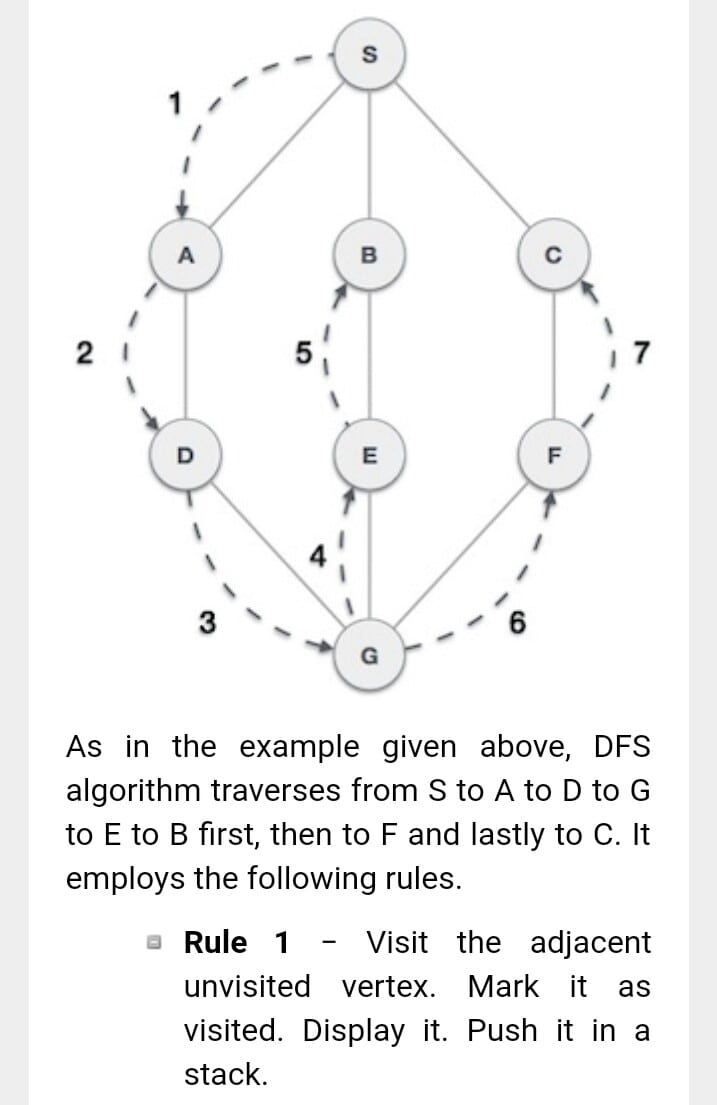 S
1
A
B
C
2
5
7
D
E
F
4
3
6
G
As in the example given above, DFS
algorithm traverses from S to A to D to G
to E to B first, then to F and lastly to C. It
employs the following rules.
Rule 1 - Visit the adjacent
unvisited vertex. Mark it as
visited. Display it. Push it in a
stack.